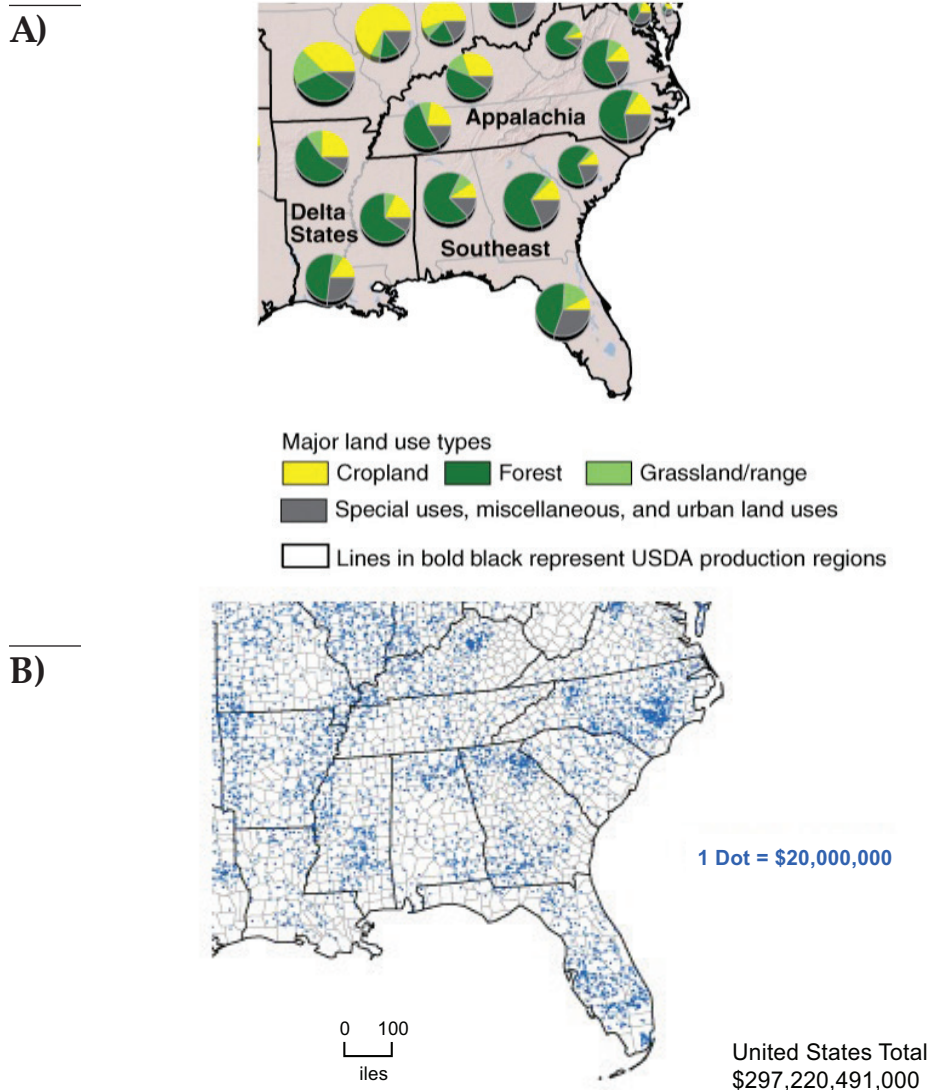 A)
Appalachia
Delta
States
Southeast
Major land use types
Cropland
Forest
Grassland/range
Special uses, miscellaneous, and urban land uses
Lines in bold black represent USDA production regions
B)
1 Dot = $20,000,000
0 100
iles
United States Total
$297,220,491,000